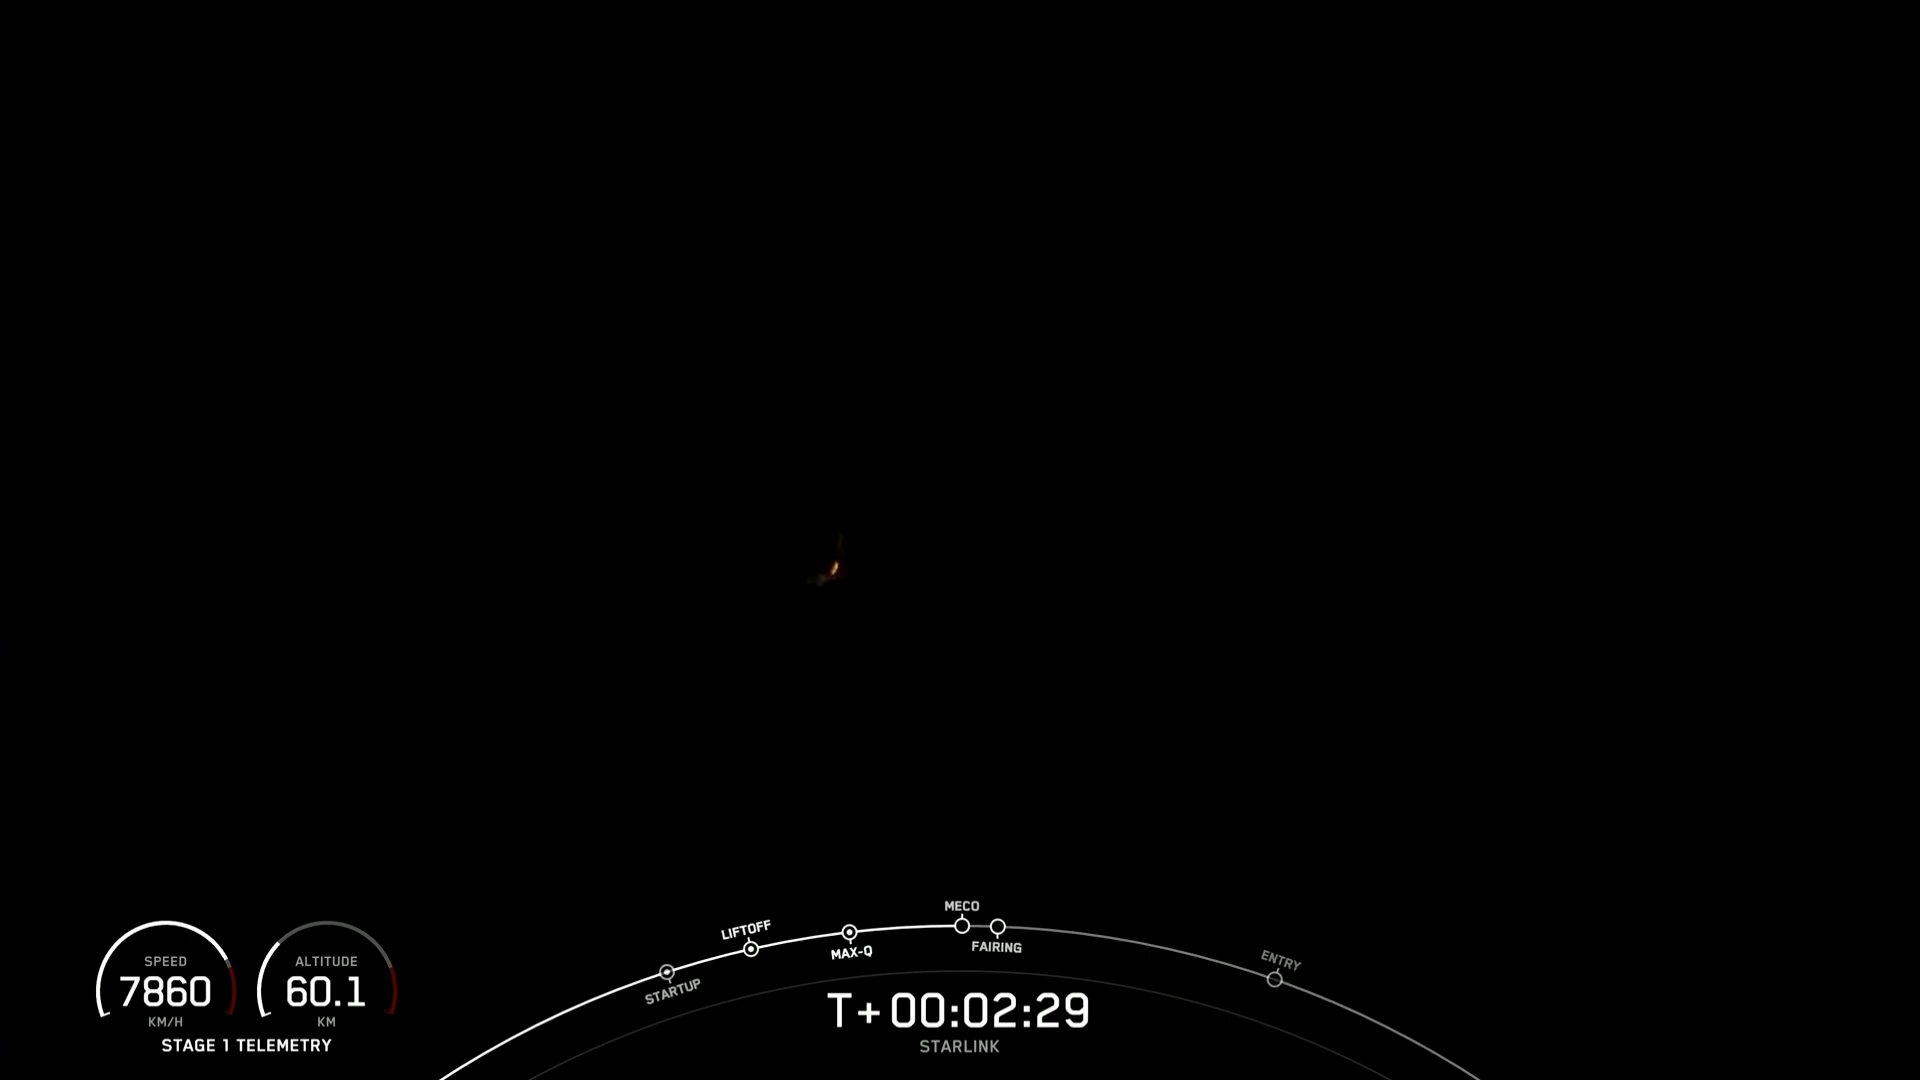 SPEED
7860
KM/H
ALTITUDE
60.1
KM
STAGE 1 TELEMETRY
STARTUP
LIFTOFF
MAX-Q
MECO
FAIRING
ENTRY
T+00:02:29
STARLINK